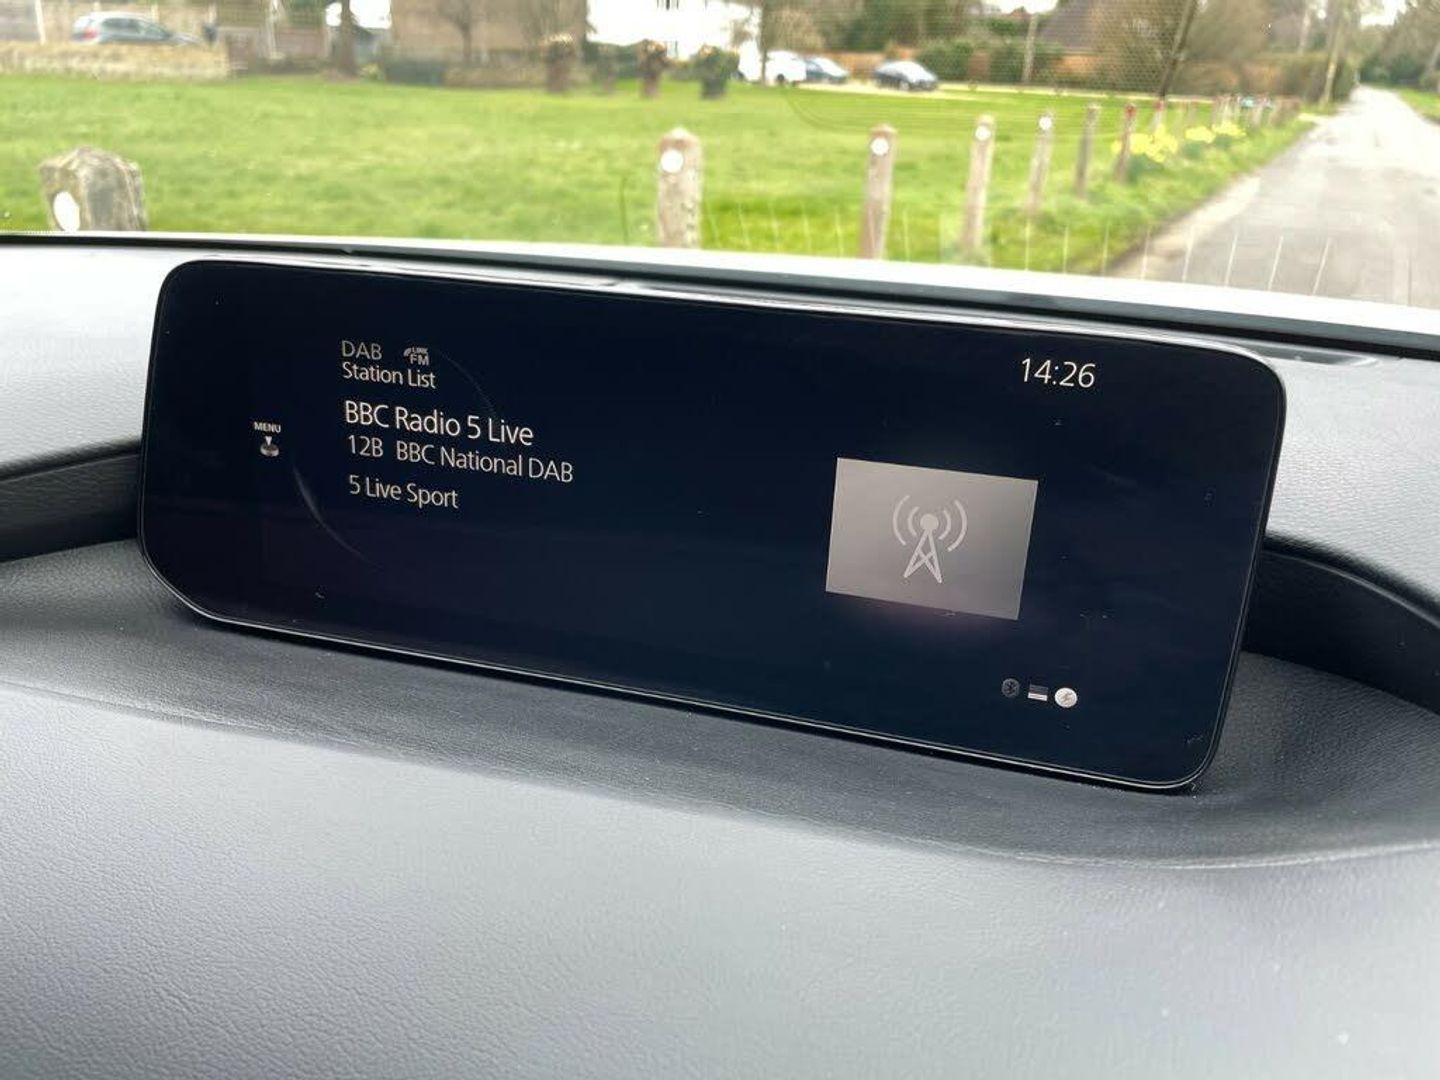 DAB LINK FM
Station List
14:26
MENU
BBC Radio 5 Live
12B BBC National DAB
5 Live Sport